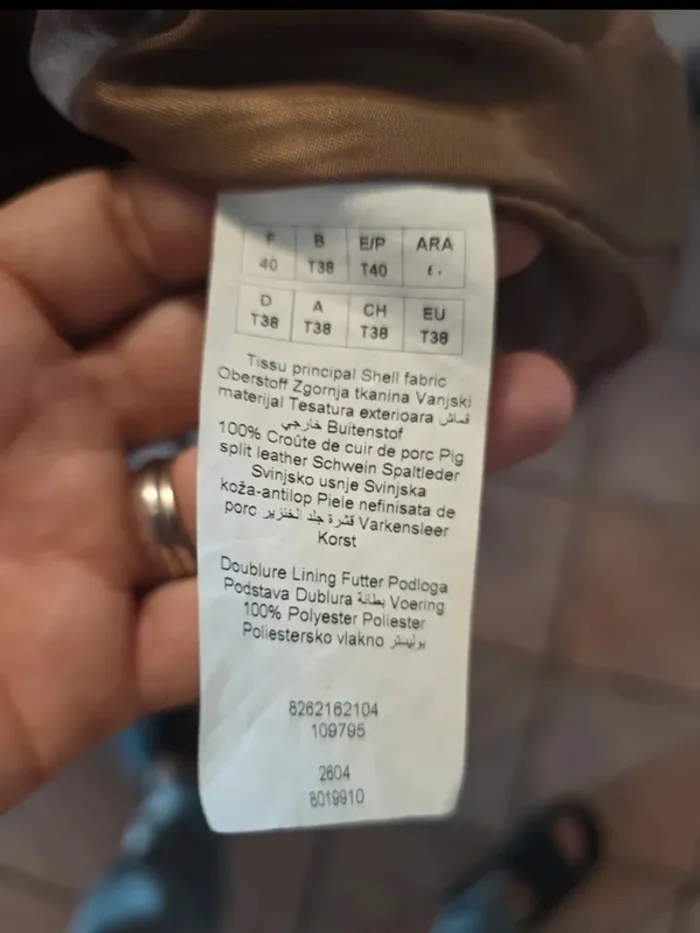 F B E/P ARA
40 T38 T40 ٤٠
D A CH EU
T38 T38 T38 T38
Tissu principal Shell fabric
Oberstoff Zgornja tkanina Vanjski
materijal Tesatura exterioara قماش
خارجي Buitenstof
100% Croûte de cuir de porc Pig
split leather Schwein Spaltleder
Svinjsko usnje Svinjska
koža-antilop Piele nefinisata de
porc قشرة جلد الخنزير Varkensleer
Korst
Doublure Lining Futter Podloga
Podstava Dublura بطانة Voering
100% Polyester Poliester
Poliestersko vlakno بوليستر
8262162104
109795
2604
8019910